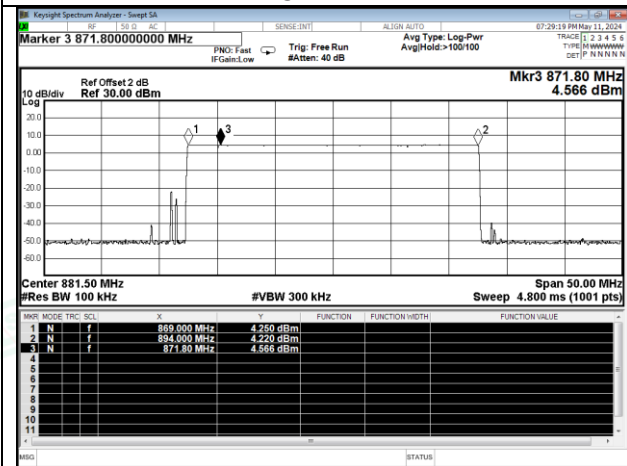 Keysight Spectrum Analyzer - Swept SA
RF 50 Ω AC SENSE:INT ALIGN AUTO 07:29:19 PM May 11, 2024
Marker 3 871.800000000 MHz
PNO: Fast
IFGain:Low
Trig: Free Run
#Atten: 40 dB
Avg Type: Log-Pwr
Avg|Hold:>100/100
TRACE 1 2 3 4 5 6
TYPE M W W W W W
DET P N N N N N
Ref Offset 2 dB
10 dB/div Ref 30.00 dBm
Log
Mkr3 871.80 MHz
4.566 dBm
20.0
10.0
0.00
-10.0
-20.0
-30.0
-40.0
-50.0
-60.0
1
3
2
Center 881.50 MHz Span 50.00 MHz
#Res BW 100 kHz #VBW 300 kHz Sweep 4.800 ms (1001 pts)
MKR MODE TRC SCL X Y FUNCTION FUNCTION WIDTH FUNCTION VALUE
1 N f 869.000 MHz 4.250 dBm
2 N f 894.000 MHz 4.220 dBm
3 N f 871.80 MHz 4.566 dBm
4
5
6
7
8
9
10
11
MSG STATUS